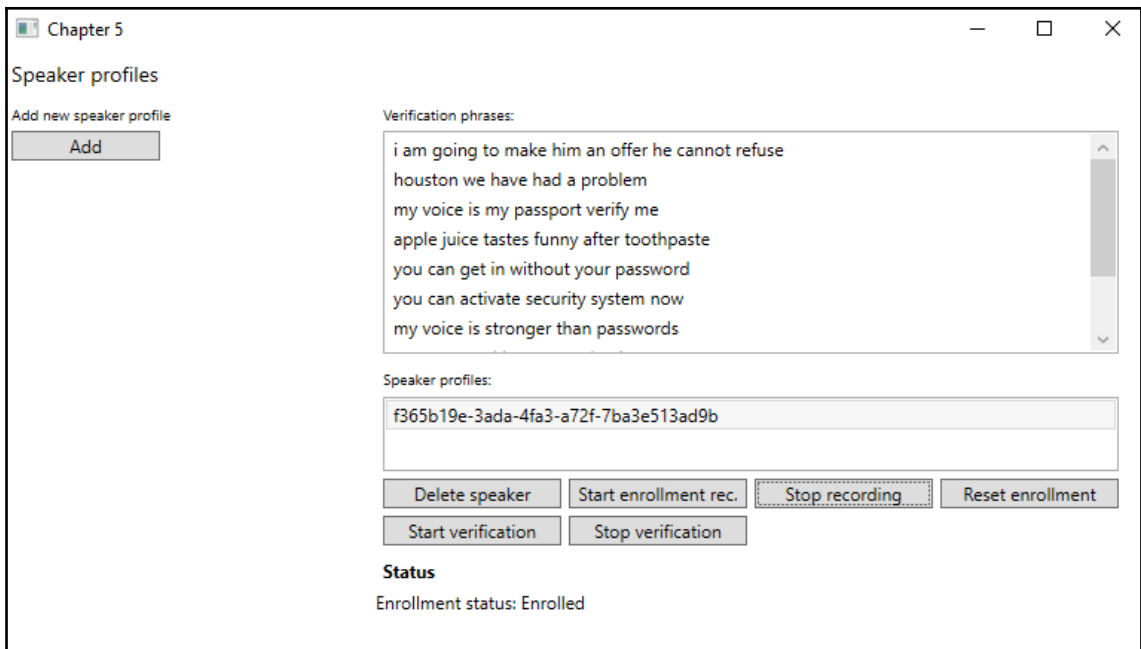 Chapter 5
Speaker profiles
Add new speaker profile
Add
Verification phrases:
i am going to make him an offer he cannot refuse
houston we have had a problem
my voice is my passport verify me
apple juice tastes funny after toothpaste
you can get in without your password
you can activate security system now
my voice is stronger than passwords
Speaker profiles:
f365b19e-3ada-4fa3-a72f-7ba3e513ad9b
Delete speaker Start enrollment rec. Stop recording Reset enrollment
Start verification Stop verification
Status
Enrollment status: Enrolled